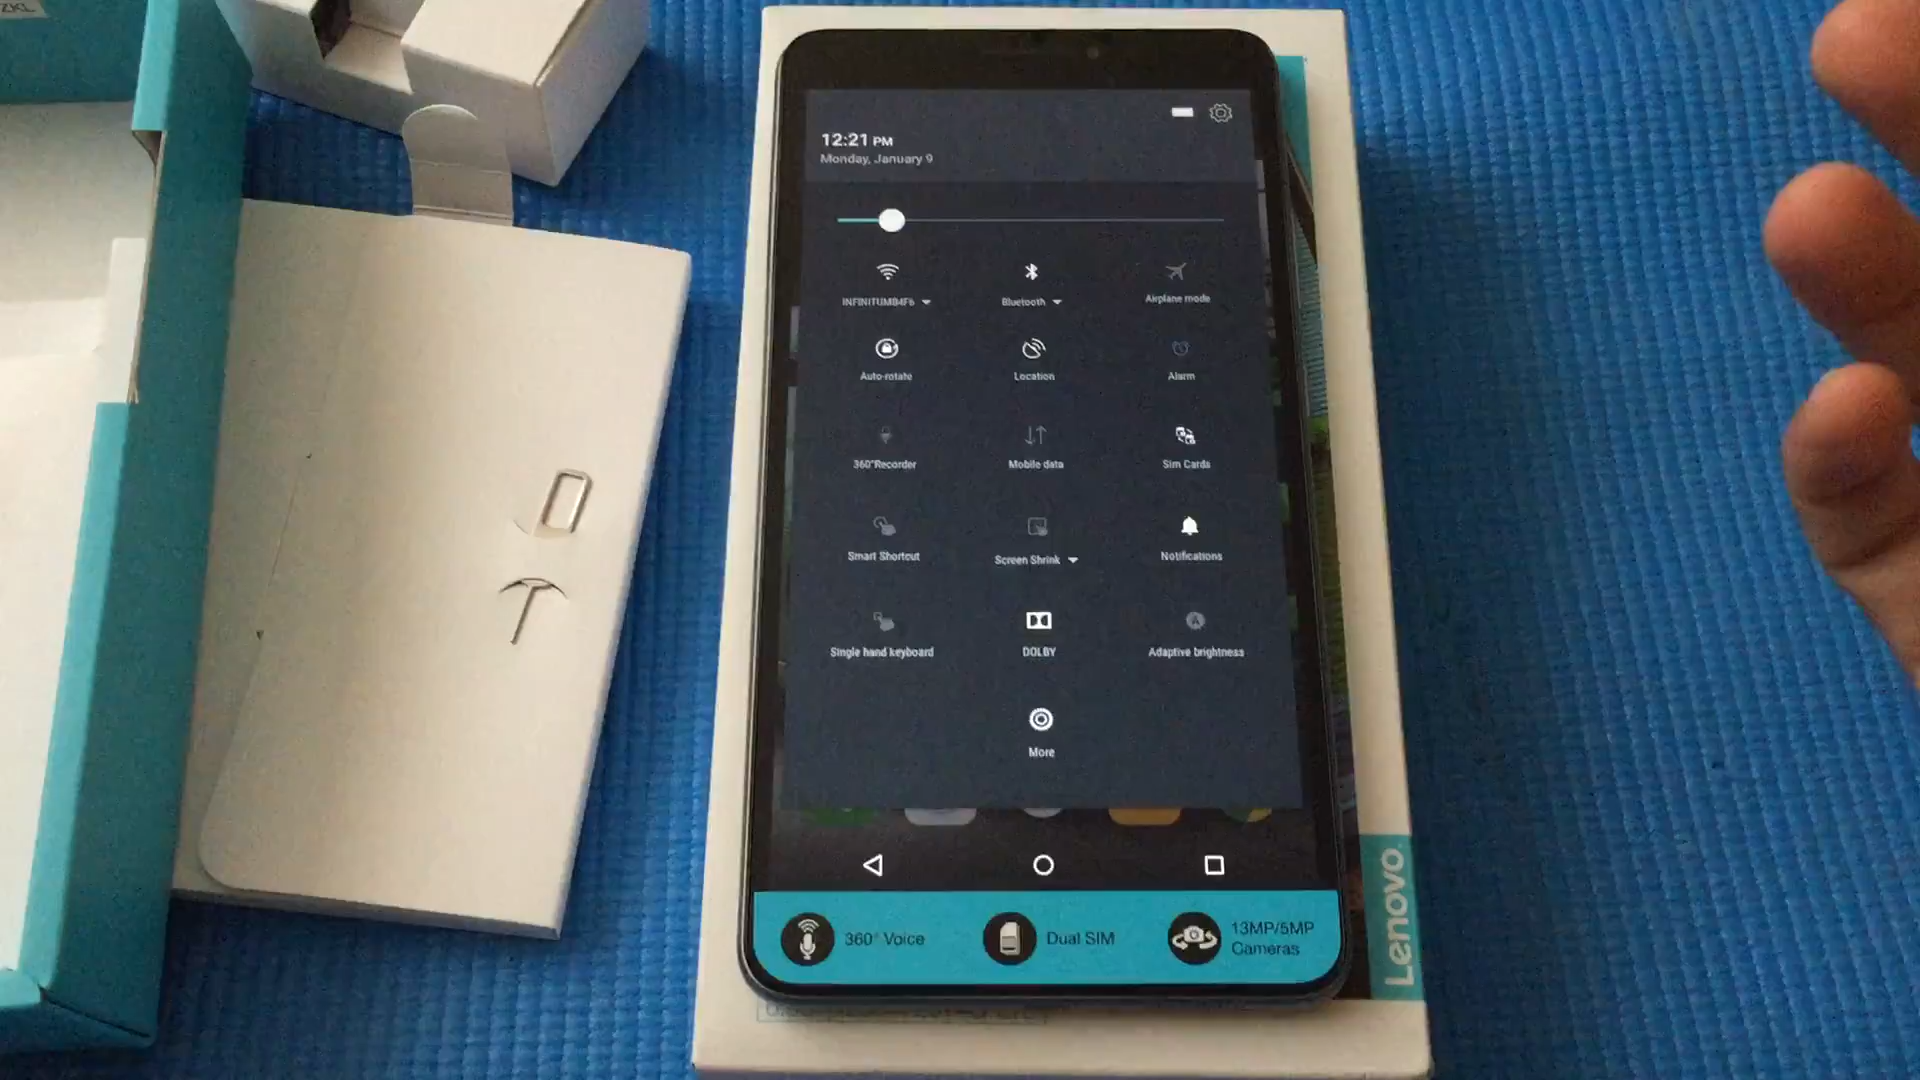 ZKL
12:21 PM
Monday, January 9
INFINITUMB4F6
Bluetooth
Airplane mode
Auto-rotate
Location
Alarm
360°Recorder
Mobile data
Sim Cards
Smart Shortcut
Screen Shrink
Notifications
Single hand keyboard
DOLBY
Adaptive brightness
More
360° Voice
Dual SIM
13MP/5MP
Cameras
Lenovo